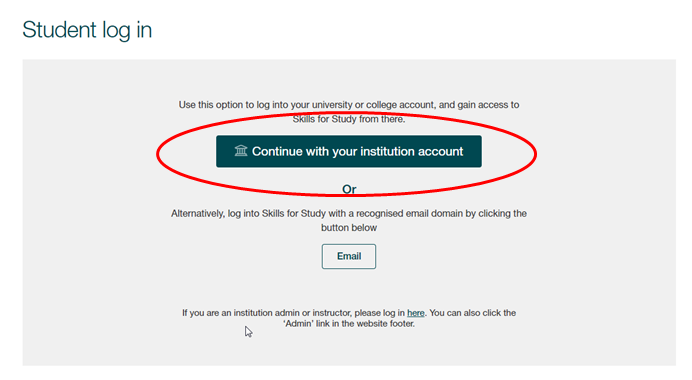 Student log in
Use this option to log into your university or college account, and gain access to
Skills for Study from there.
Continue with your institution account
Or
Alternatively, log into Skills for Study with a recognised email domain by clicking the
button below
Email
If you are an institution admin or instructor, please log in here. You can also click the
‘Admin’ link in the website footer.